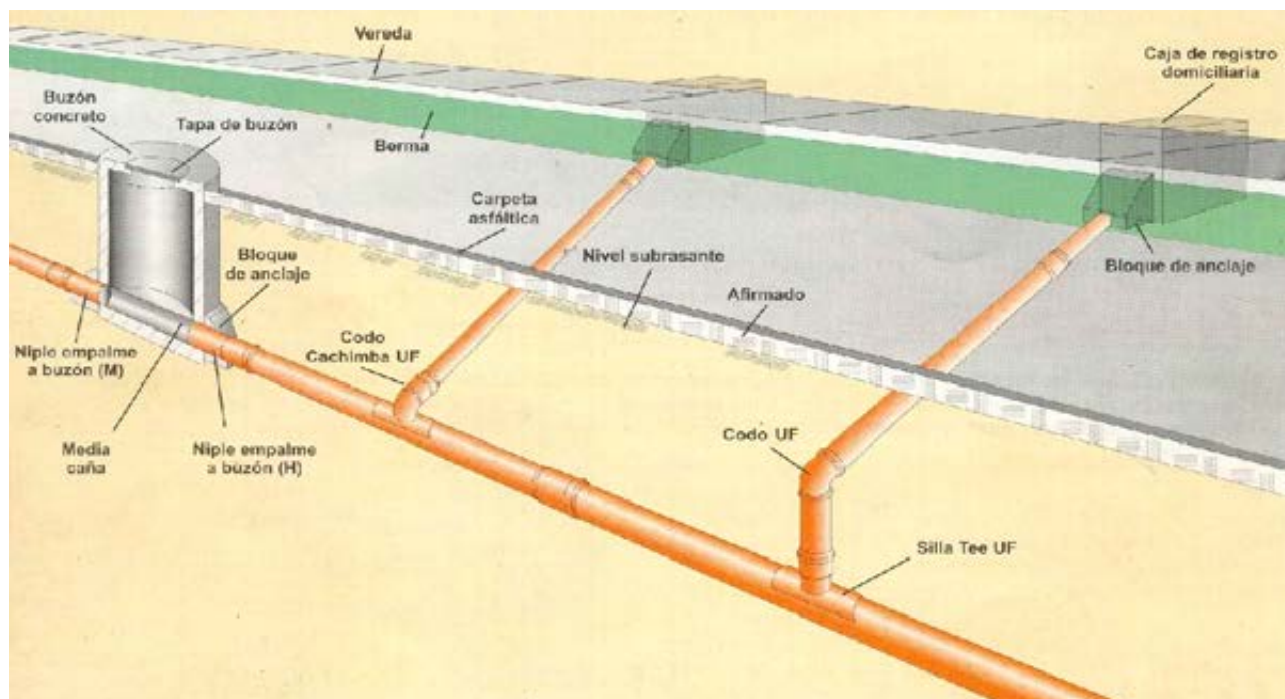 Vereda
Caja de registro
domiciliaria
Buzón
concreto
Tapa de buzón
Berma
Carpeta
asfáltica
Bloque
de anclaje
Nivel subrasante
Bloque de anclaje
Afirmado
Niple empalme
a buzón (M)
Codo
Cachimba UF
Media
caña
Niple empalme
a buzón (H)
Codo UF
Silla Tee UF